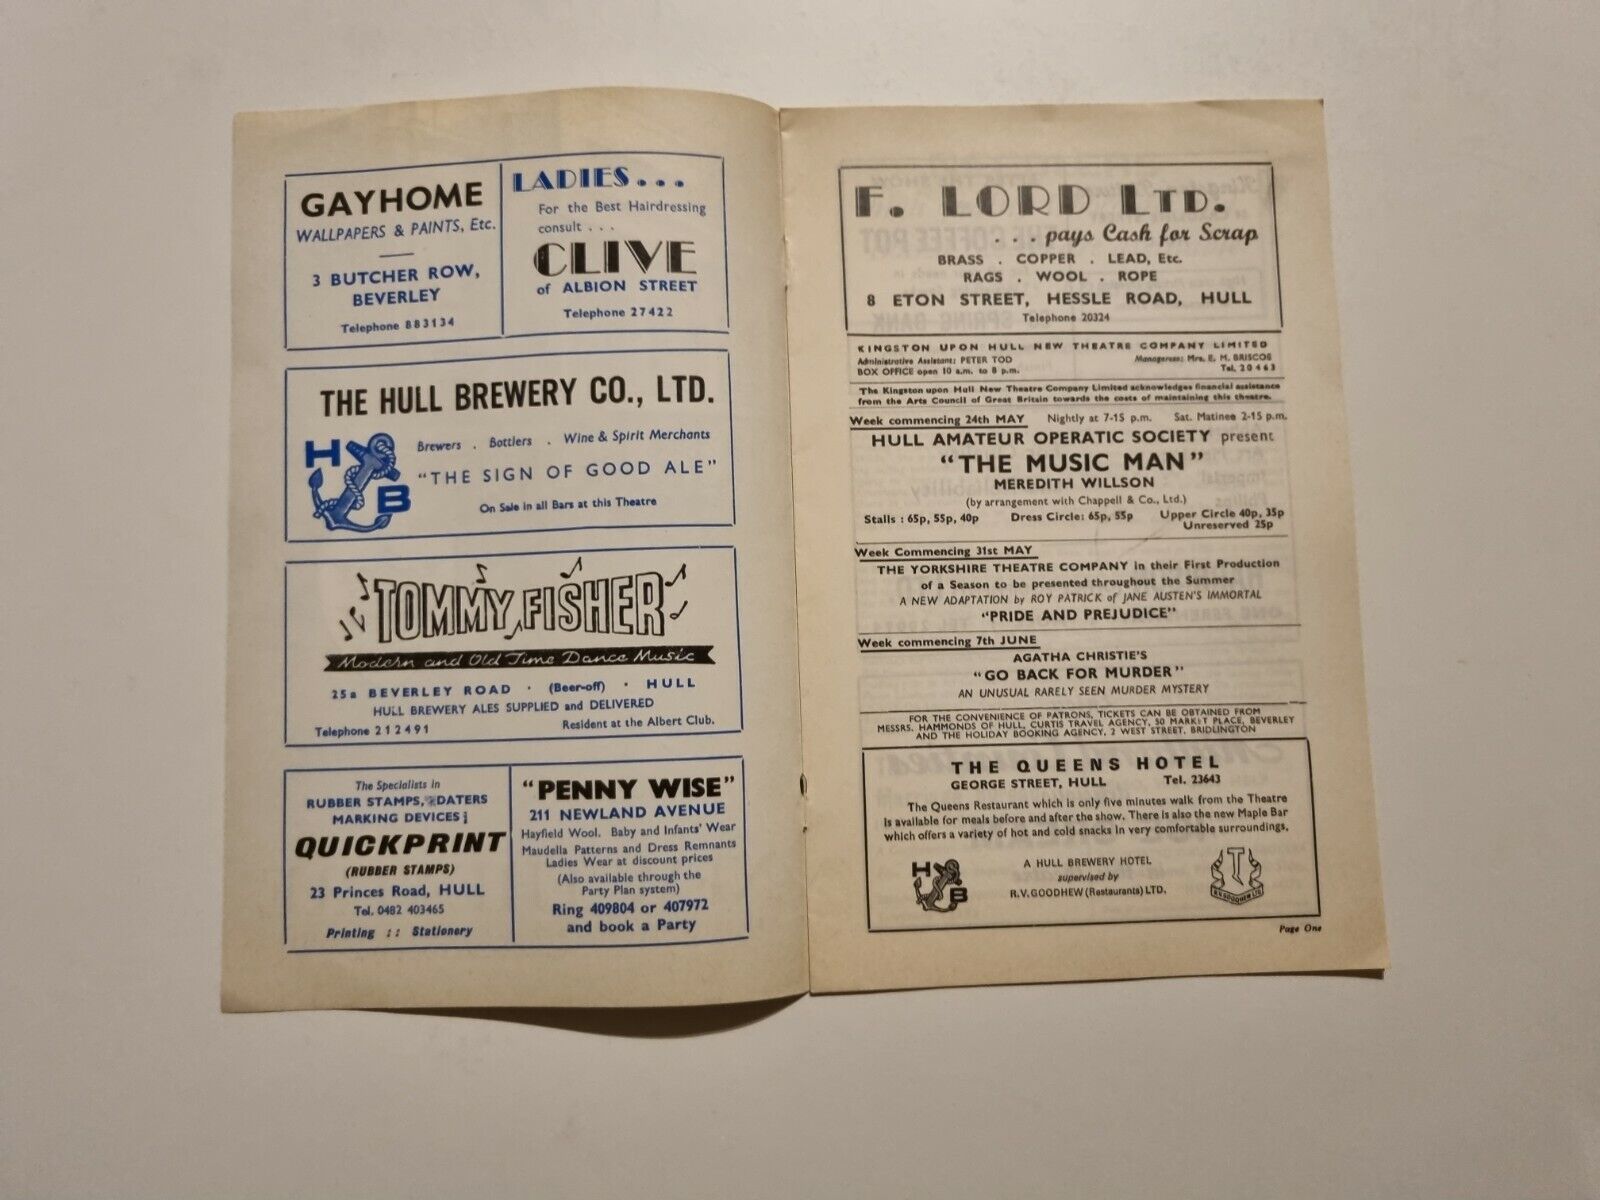 GAYHOME
WALLPAPERS & PAINTS, Etc.
3 BUTCHER ROW,
BEVERLEY
Telephone 883134
LADIES...
For the Best Hairdressing
consult . . .
CLIVE
of ALBION STREET
Telephone 27422
THE HULL BREWERY CO., LTD.
H B
Brewers . Bottlers . Wine & Spirit Merchants
"THE SIGN OF GOOD ALE"
On Sale in all Bars at this Theatre
TOMMY FISHER
Modern and Old Time Dance Music
25a BEVERLEY ROAD · (Beer-off) · HULL
HULL BREWERY ALES SUPPLIED and DELIVERED
Telephone 212491 Resident at the Albert Club.
The Specialists in
RUBBER STAMPS, DATERS
MARKING DEVICES;
QUICKPRINT
(RUBBER STAMPS)
23 Princes Road, HULL
Tel. 0482 403465
Printing :: Stationery
"PENNY WISE"
211 NEWLAND AVENUE
Hayfield Wool. Baby and Infants' Wear
Maudella Patterns and Dress Remnants
Ladies Wear at discount prices
(Also available through the
Party Plan system)
Ring 409804 or 407972
and book a Party
F. LORD LTD.
. . . pays Cash for Scrap
BRASS . COPPER . LEAD, Etc.
RAGS . WOOL . ROPE
8 ETON STREET, HESSLE ROAD, HULL
Telephone 20324
KINGSTON UPON HULL NEW THEATRE COMPANY LIMITED
Administrative Assistant: PETER TOD Manageress: Mrs. E. M. BRISCOE
BOX OFFICE open 10 a.m. to 8 p.m. Tel. 20463
The Kingston upon Hull New Theatre Company Limited acknowledges financial assistance
from the Arts Council of Great Britain towards the costs of maintaining this theatre.
Week commencing 24th MAY Nightly at 7-15 p.m. Sat. Matinee 2-15 p.m.
HULL AMATEUR OPERATIC SOCIETY present
"THE MUSIC MAN"
MEREDITH WILLSON
(by arrangement with Chappell & Co., Ltd.)
Stalls : 65p, 55p, 40p Dress Circle: 65p, 55p Upper Circle 40p, 35p
Unreserved 25p
Week Commencing 31st MAY
THE YORKSHIRE THEATRE COMPANY in their First Production
of a Season to be presented throughout the Summer
A NEW ADAPTATION by ROY PATRICK of JANE AUSTEN'S IMMORTAL
"PRIDE AND PREJUDICE"
Week commencing 7th JUNE
AGATHA CHRISTIE'S
"GO BACK FOR MURDER"
AN UNUSUAL RARELY SEEN MURDER MYSTERY
FOR THE CONVENIENCE OF PATRONS, TICKETS CAN BE OBTAINED FROM
MESSRS. HAMMONDS OF HULL, CURTIS TRAVEL AGENCY, 50 MARKET PLACE, BEVERLEY
AND THE HOLIDAY BOOKING AGENCY, 2 WEST STREET, BRIDLINGTON
THE QUEENS HOTEL
GEORGE STREET, HULL Tel. 23643
The Queens Restaurant which is only five minutes walk from the Theatre
is available for meals before and after the show. There is also the new Maple Bar
which offers a variety of hot and cold snacks in very comfortable surroundings.
H B
A HULL BREWERY HOTEL
supervised by
R.V. GOODHEW (Restaurants) LTD.
T
R.V. GOODHEW LTD
Page One